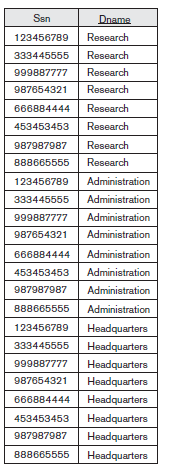 Ssn Dname
123456789 Research
333445555 Research
999887777 Research
987654321 Research
666884444 Research
453453453 Research
987987987 Research
888665555 Research
123456789 Administration
333445555 Administration
999887777 Administration
987654321 Administration
666884444 Administration
453453453 Administration
987987987 Administration
888665555 Administration
123456789 Headquarters
333445555 Headquarters
999887777 Headquarters
987654321 Headquarters
666884444 Headquarters
453453453 Headquarters
987987987 Headquarters
888665555 Headquarters